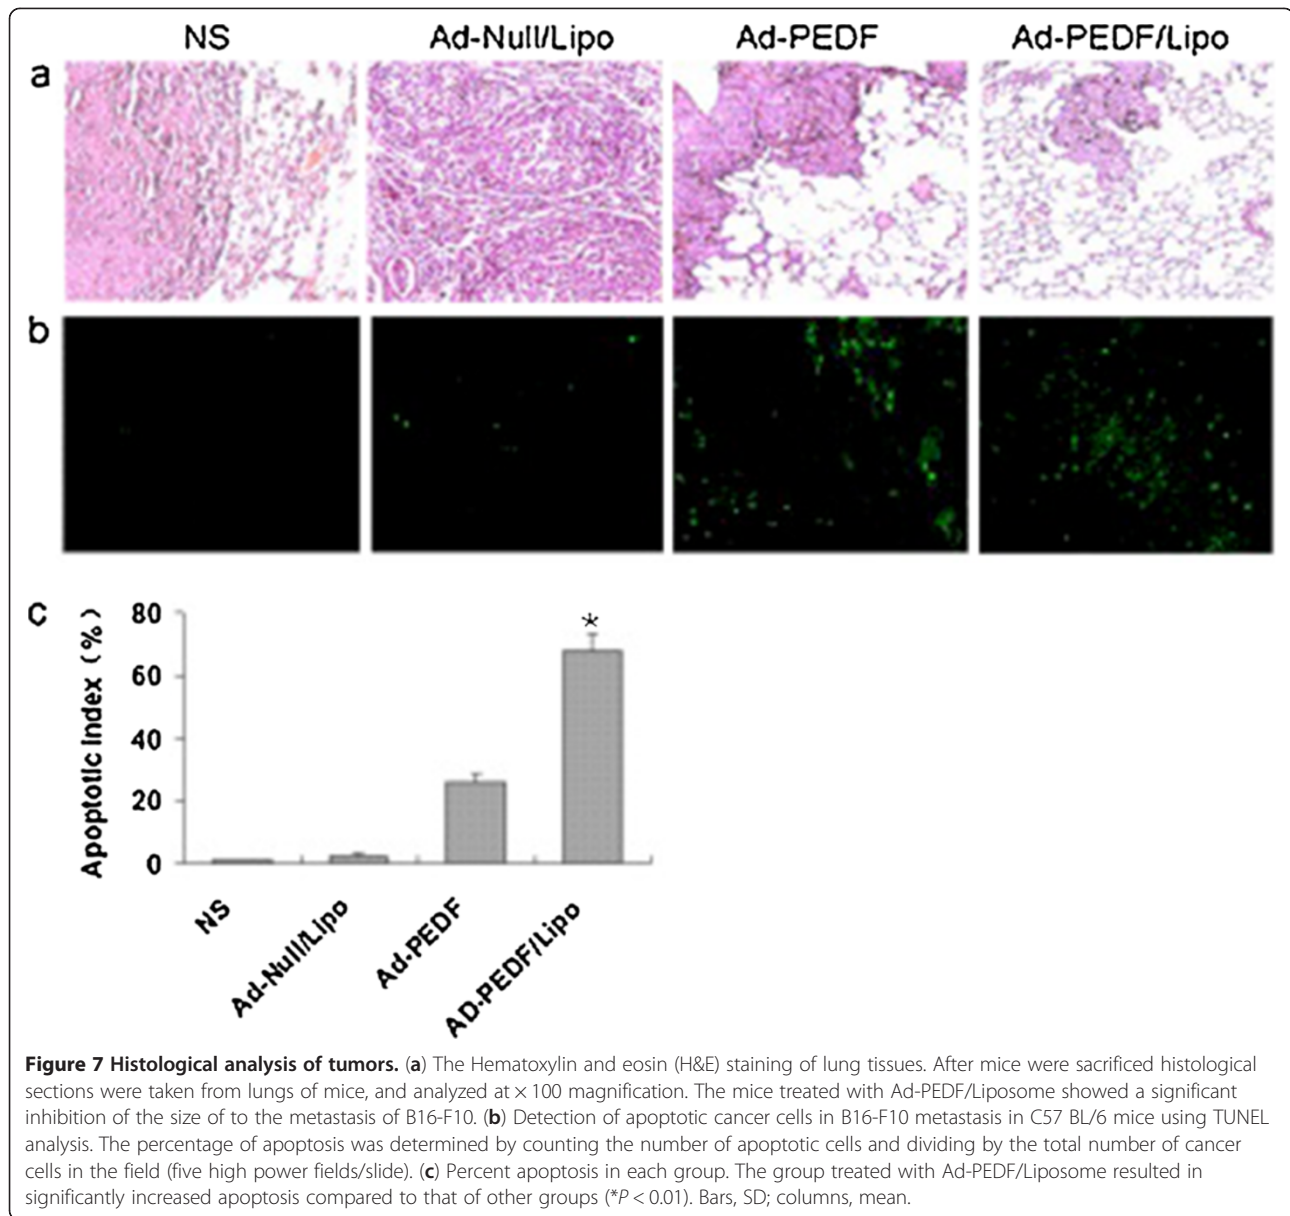 NS Ad-Null/Lipo Ad-PEDF Ad-PEDF/Lipo
a
b
c
Apoptotic index (%)
80
60
40
20
0
*
NS
Ad-Null/Lipo
Ad-PEDF
AD-PEDF/Lipo
Figure 7 Histological analysis of tumors. (a) The Hematoxylin and eosin (H&E) staining of lung tissues. After mice were sacrificed histological
sections were taken from lungs of mice, and analyzed at × 100 magnification. The mice treated with Ad-PEDF/Liposome showed a significant
inhibition of the size of to the metastasis of B16-F10. (b) Detection of apoptotic cancer cells in B16-F10 metastasis in C57 BL/6 mice using TUNEL
analysis. The percentage of apoptosis was determined by counting the number of apoptotic cells and dividing by the total number of cancer
cells in the field (five high power fields/slide). (c) Percent apoptosis in each group. The group treated with Ad-PEDF/Liposome resulted in
significantly increased apoptosis compared to that of other groups (*P < 0.01). Bars, SD; columns, mean.